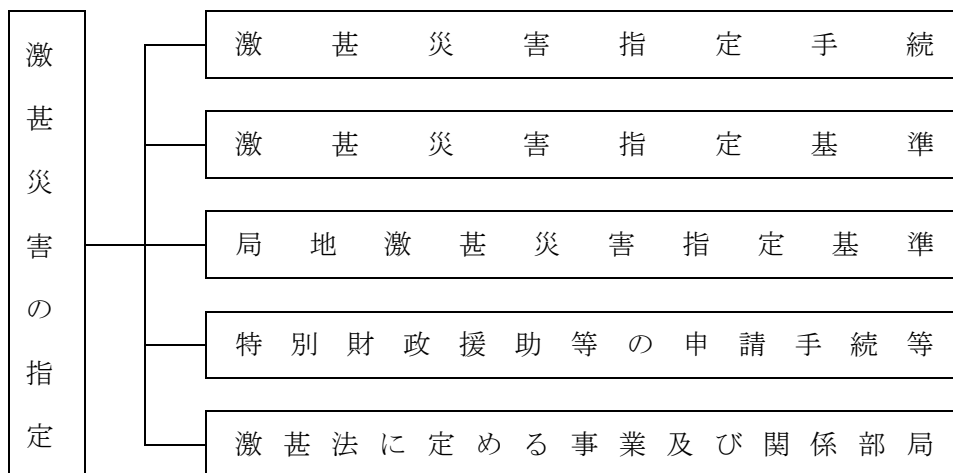 激甚災害の指定
激甚災害指定手続
激甚災害指定基準
局地激甚災害指定基準
特別財政援助等の申請手続等
激甚法に定める事業及び関係部局